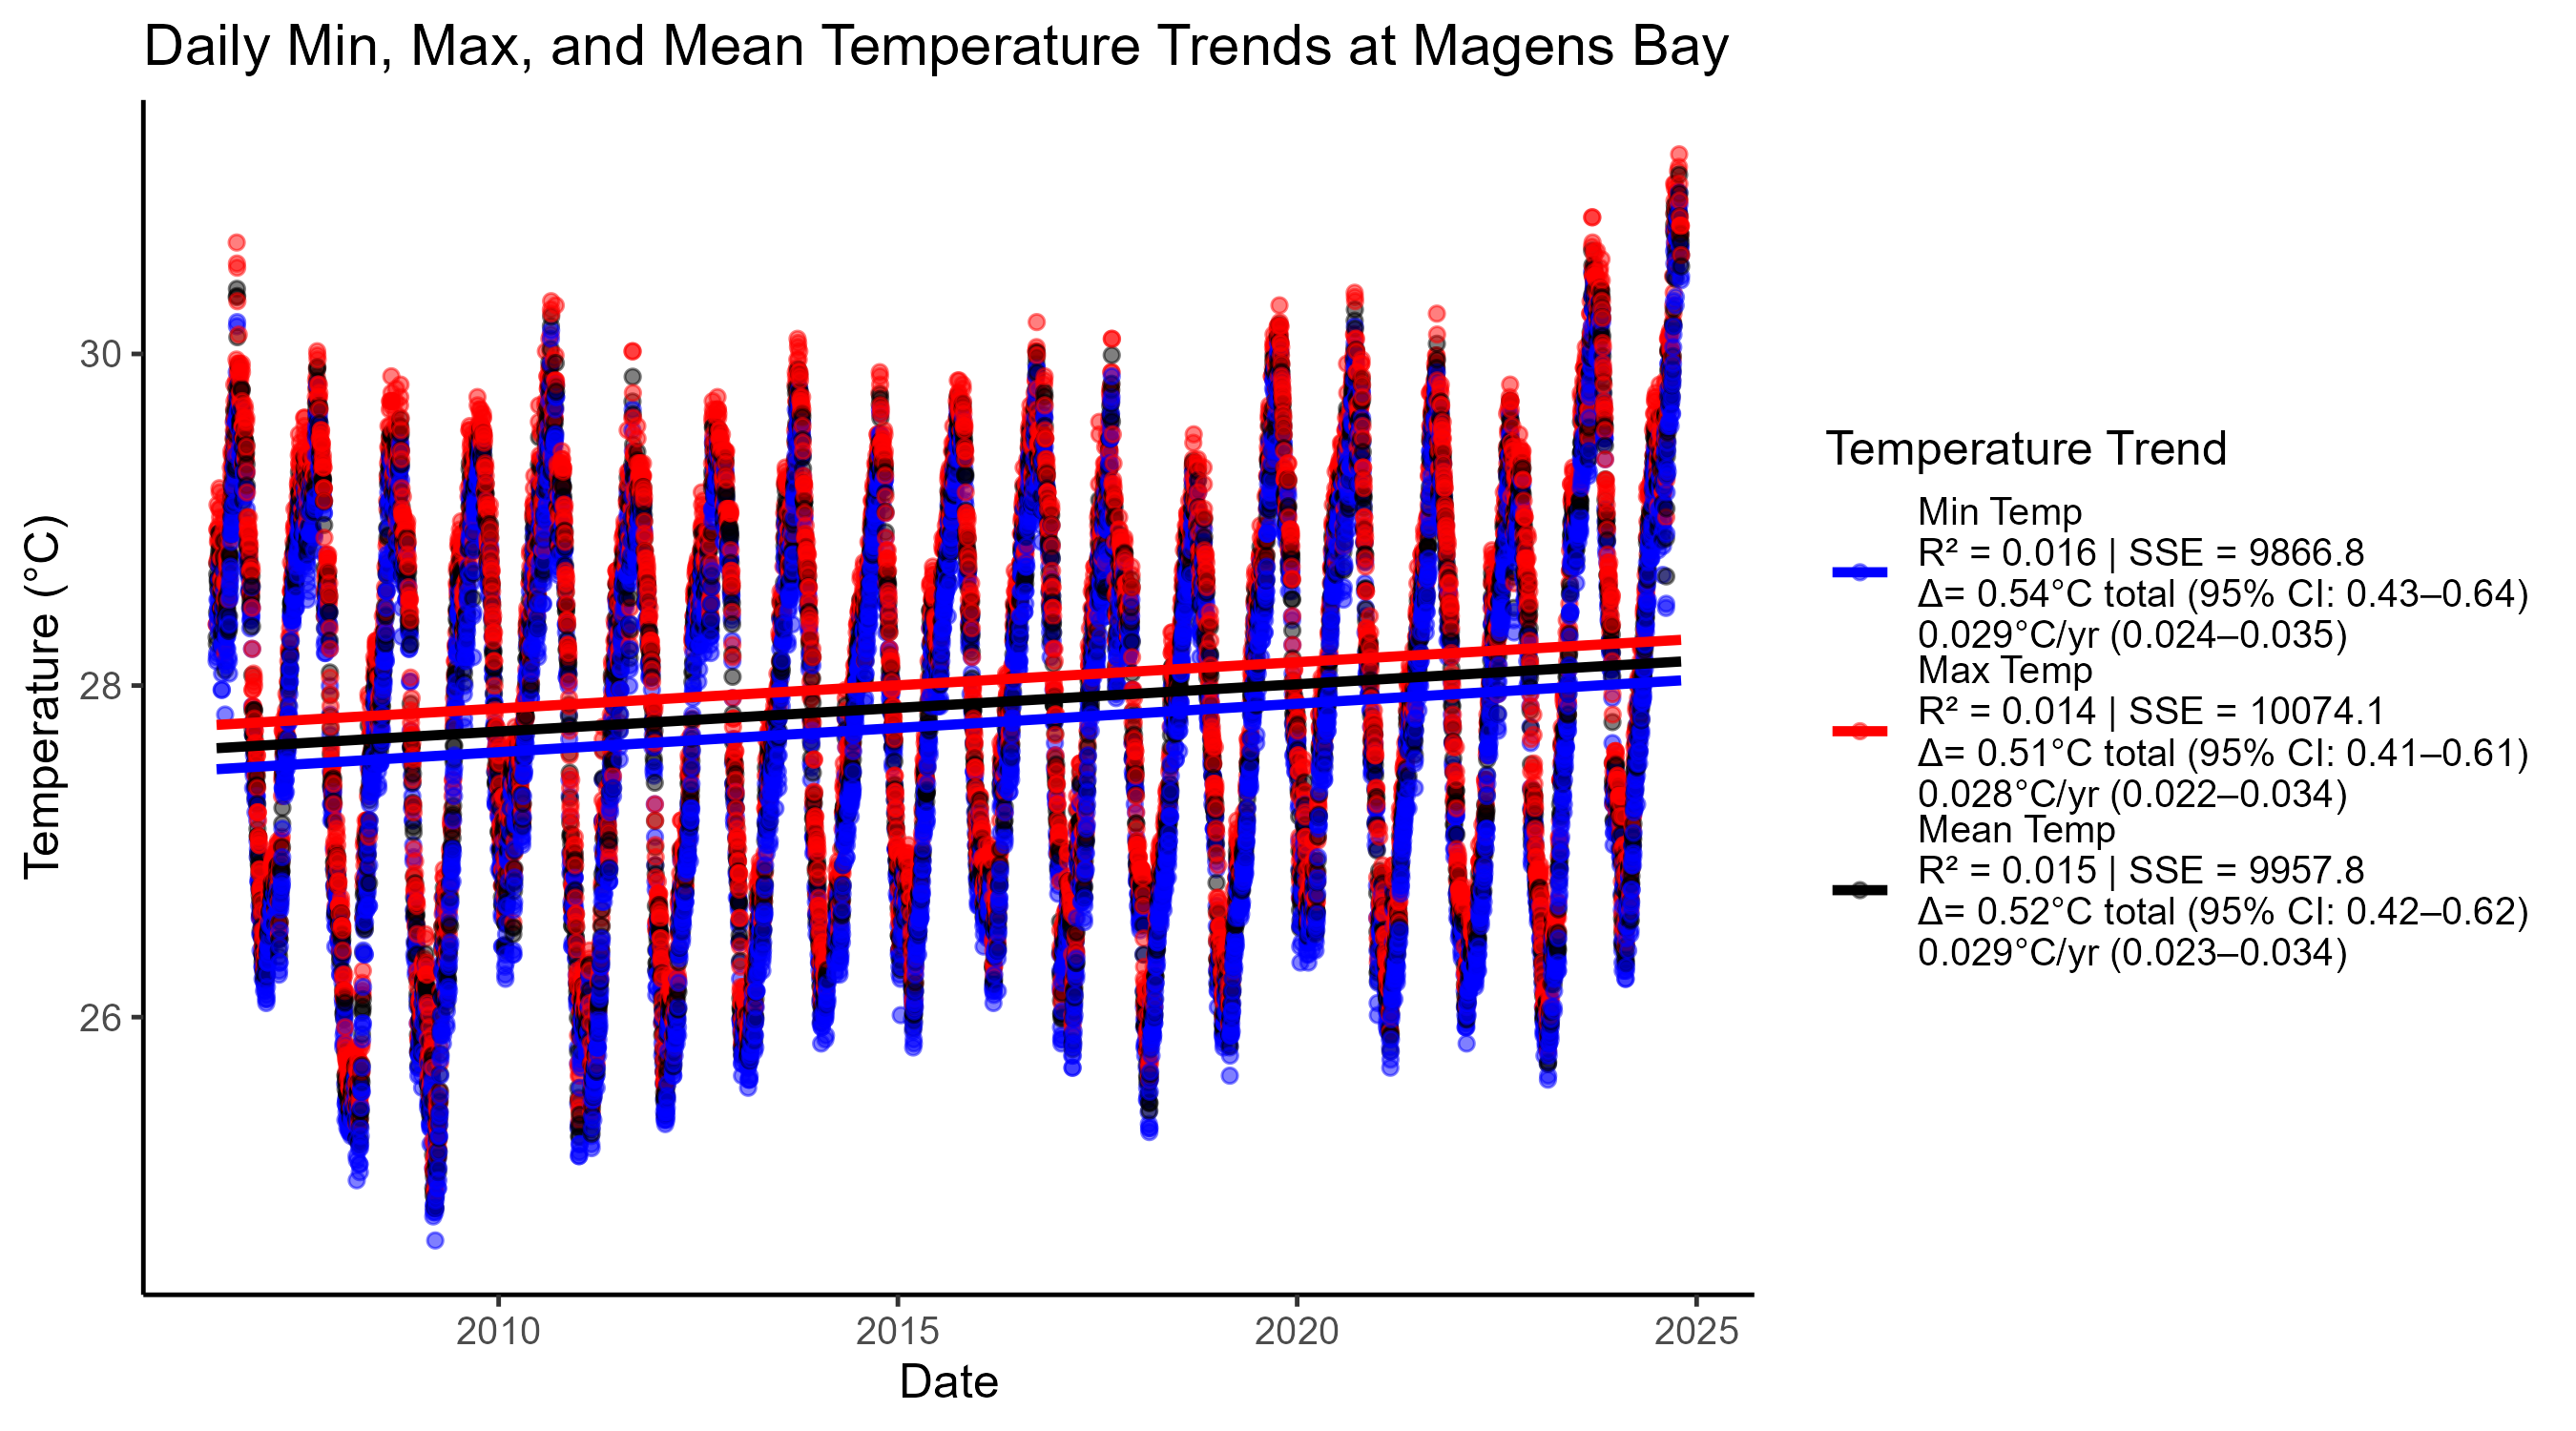 Daily Min, Max, and Mean Temperature Trends at Magens Bay
Temperature (°C)
30
28
26
2010
2015
2020
2025
Date
Temperature Trend
Min Temp
R² = 0.016 | SSE = 9866.8
Δ= 0.54°C total (95% CI: 0.43–0.64)
0.029°C/yr (0.024–0.035)
Max Temp
R² = 0.014 | SSE = 10074.1
Δ= 0.51°C total (95% CI: 0.41–0.61)
0.028°C/yr (0.022–0.034)
Mean Temp
R² = 0.015 | SSE = 9957.8
Δ= 0.52°C total (95% CI: 0.42–0.62)
0.029°C/yr (0.023–0.034)